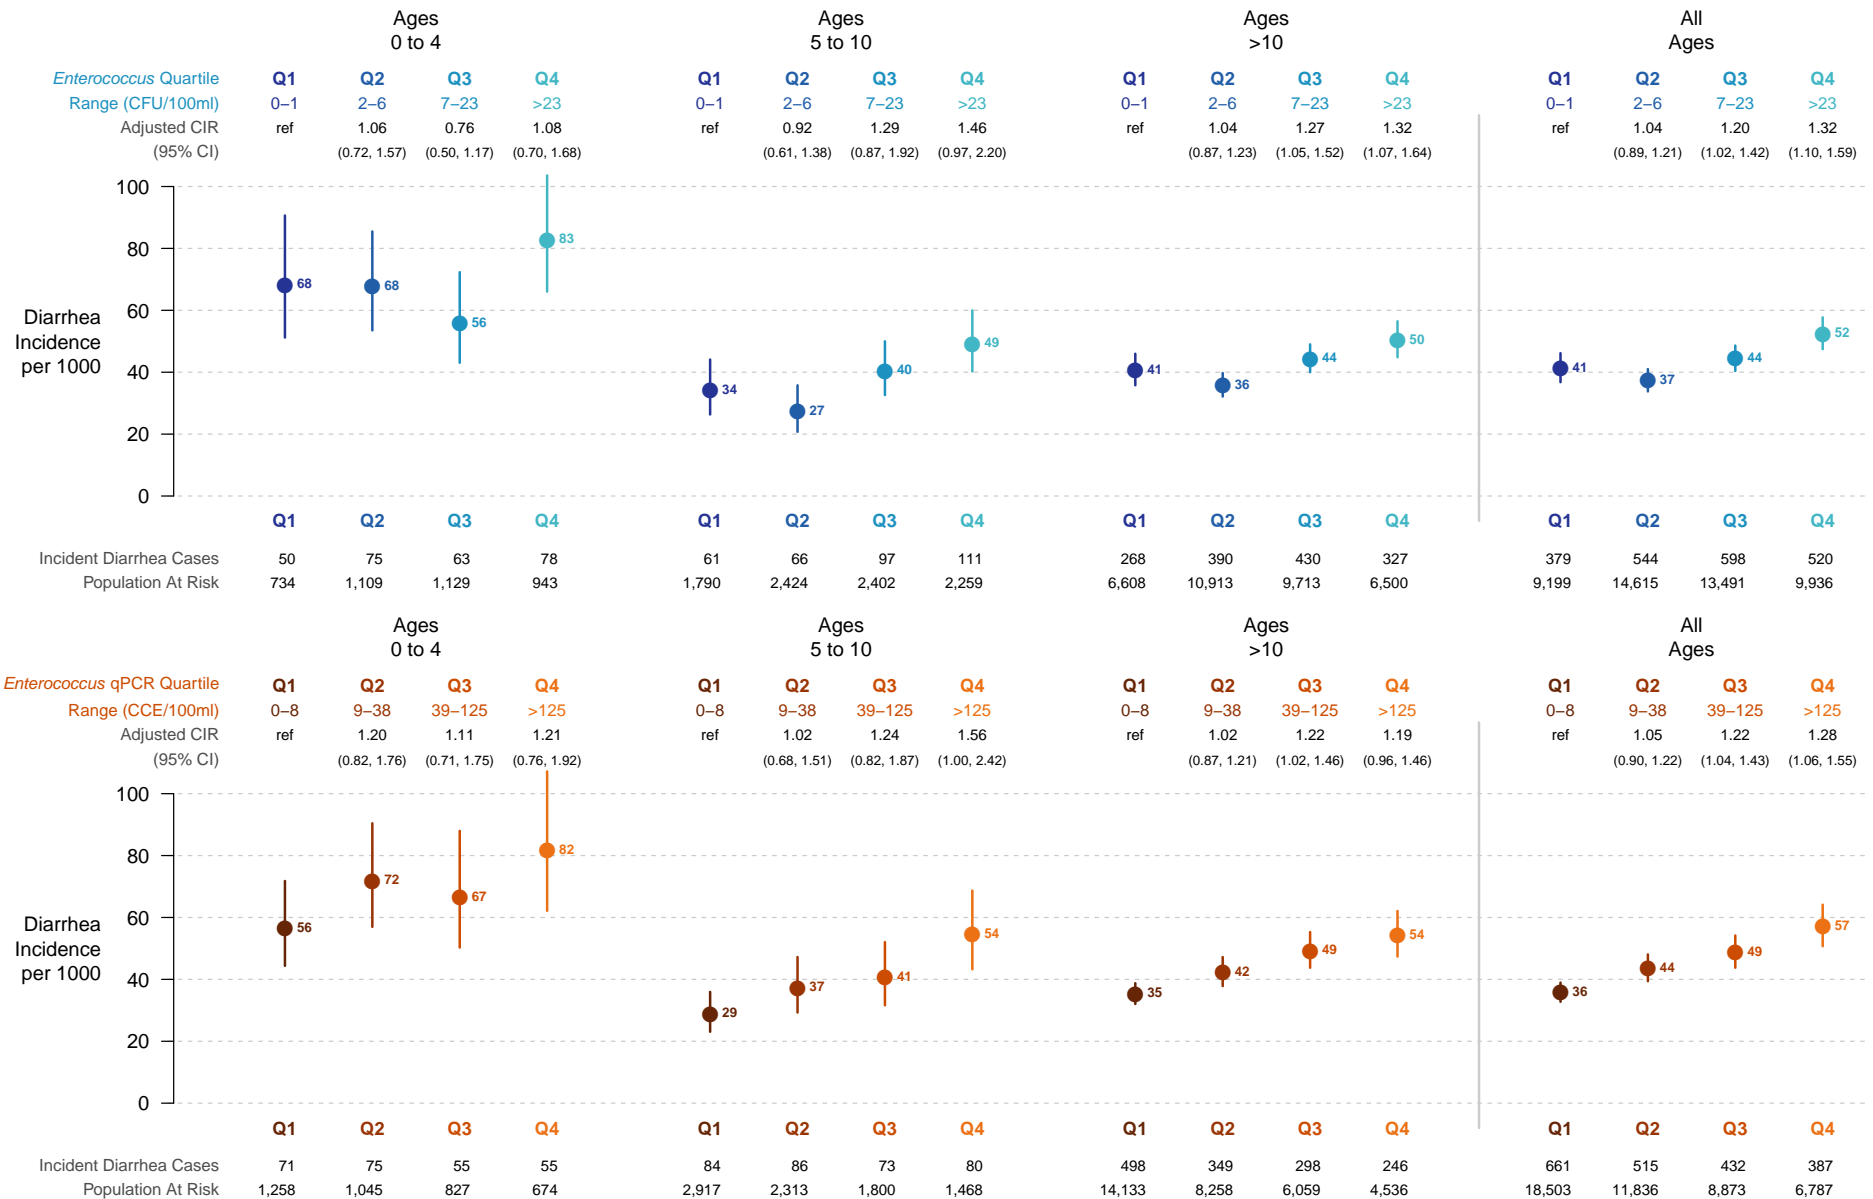 Ages Ages Ages All
0 to 4 5 to 10 >10 Ages
Enterococcus Quartile Q1 Q2 Q3 Q4 Q1 Q2 Q3 Q4 Q1 Q2 Q3 Q4 Q1 Q2 Q3 Q4
Range (CFU/100ml) 0–1 2–6 7–23 >23 0–1 2–6 7–23 >23 0–1 2–6 7–23 >23 0–1 2–6 7–23 >23
Adjusted CIR ref 1.06 0.76 1.08 ref 0.92 1.29 1.46 ref 1.04 1.27 1.32 ref 1.04 1.20 1.32
(95% CI) (0.72, 1.57) (0.50, 1.17) (0.70, 1.68) (0.61, 1.38) (0.87, 1.92) (0.97, 2.20) (0.87, 1.23) (1.05, 1.52) (1.07, 1.64) (0.89, 1.21) (1.02, 1.42) (1.10, 1.59)
100
80
60
40
20
0
Diarrhea
Incidence
per 1000
68 68 56 83 34 27 40 49 41 36 44 50 41 37 44 52
Q1 Q2 Q3 Q4 Q1 Q2 Q3 Q4 Q1 Q2 Q3 Q4 Q1 Q2 Q3 Q4
Incident Diarrhea Cases 50 75 63 78 61 66 97 111 268 390 430 327 379 544 598 520
Population At Risk 734 1,109 1,129 943 1,790 2,424 2,402 2,259 6,608 10,913 9,713 6,500 9,199 14,615 13,491 9,936
Ages Ages Ages All
0 to 4 5 to 10 >10 Ages
Enterococcus qPCR Quartile Q1 Q2 Q3 Q4 Q1 Q2 Q3 Q4 Q1 Q2 Q3 Q4 Q1 Q2 Q3 Q4
Range (CCE/100ml) 0–8 9–38 39–125 >125 0–8 9–38 39–125 >125 0–8 9–38 39–125 >125 0–8 9–38 39–125 >125
Adjusted CIR ref 1.20 1.11 1.21 ref 1.02 1.24 1.56 ref 1.02 1.22 1.19 ref 1.05 1.22 1.28
(95% CI) (0.82, 1.76) (0.71, 1.75) (0.76, 1.92) (0.68, 1.51) (0.82, 1.87) (1.00, 2.42) (0.87, 1.21) (1.02, 1.46) (0.96, 1.46) (0.90, 1.22) (1.04, 1.43) (1.06, 1.55)
100
80
60
40
20
0
Diarrhea
Incidence
per 1000
56 72 67 82 29 37 41 54 35 42 49 54 36 44 49 57
Q1 Q2 Q3 Q4 Q1 Q2 Q3 Q4 Q1 Q2 Q3 Q4 Q1 Q2 Q3 Q4
Incident Diarrhea Cases 71 75 55 55 84 86 73 80 498 349 298 246 661 515 432 387
Population At Risk 1,258 1,045 827 674 2,917 2,313 1,800 1,468 14,133 8,258 6,059 4,536 18,503 11,836 8,873 6,787